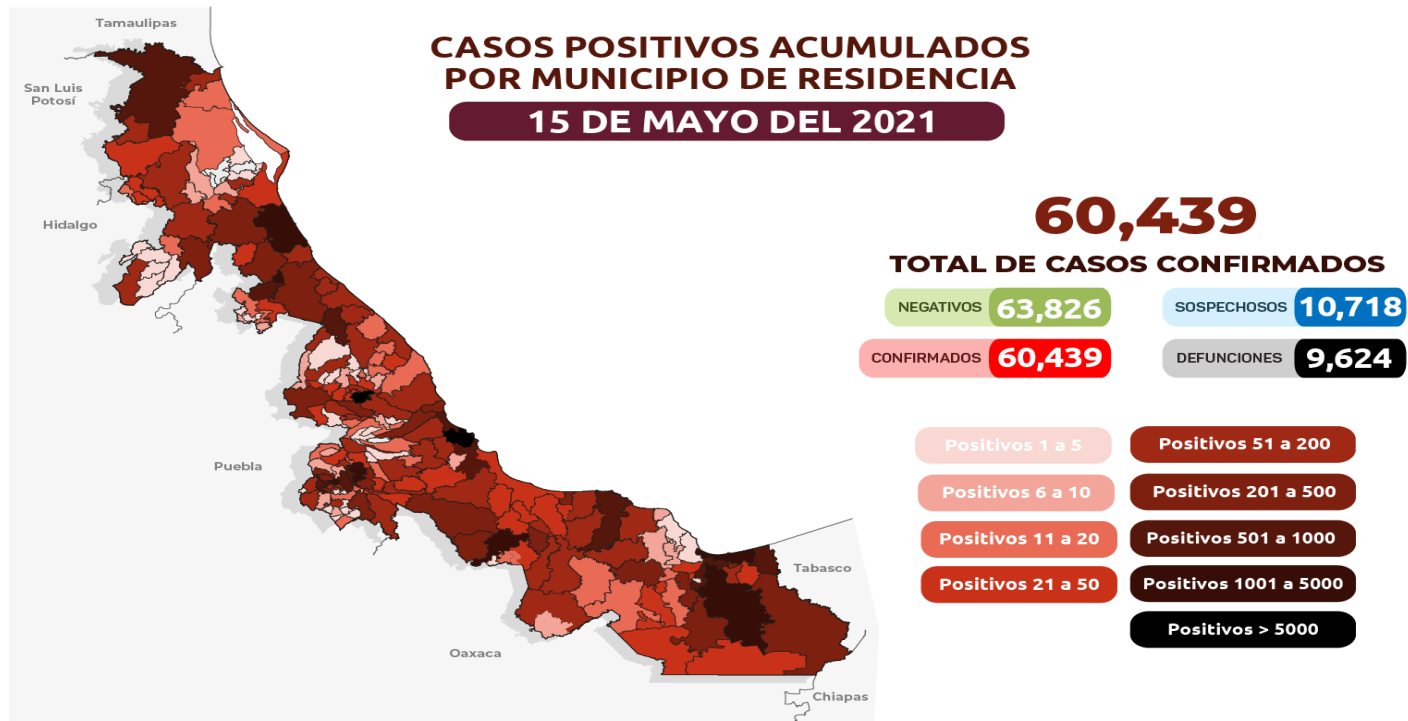 CASOS POSITIVOS ACUMULADOS
POR MUNICIPIO DE RESIDENCIA
15 DE MAYO DEL 2021
Tamaulipas
San Luis
Potosí
Hidalgo
Puebla
Oaxaca
Tabasco
Chiapas
60,439
TOTAL DE CASOS CONFIRMADOS
NEGATIVOS 63,826
SOSPECHOSOS 10,718
CONFIRMADOS 60,439
DEFUNCIONES 9,624
Positivos 1 a 5
Positivos 6 a 10
Positivos 11 a 20
Positivos 21 a 50
Positivos 51 a 200
Positivos 201 a 500
Positivos 501 a 1000
Positivos 1001 a 5000
Positivos > 5000